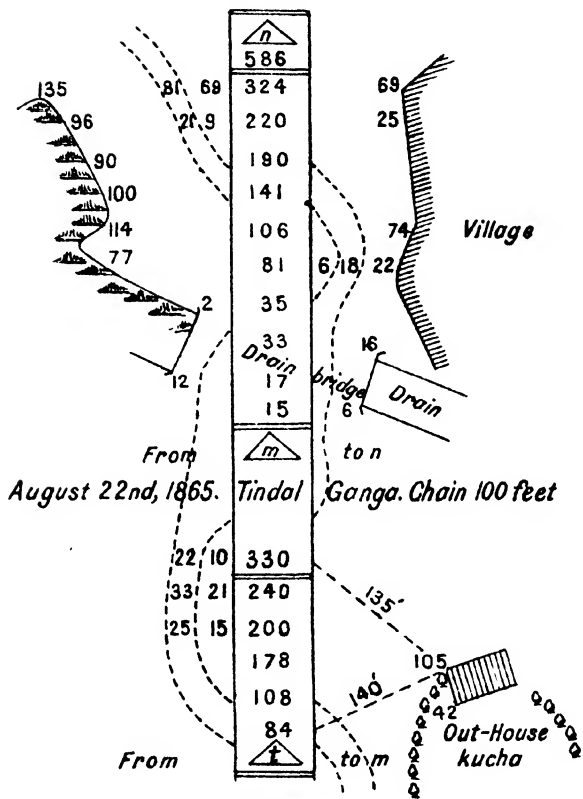 n
586
135 81 69 324 69
96 21 9 220 25
90 190
100 141
114 106 74 Village
77 81 6 18 22
2 35
33 16
12 Drain 17 bridge Drain
15 6
m
From to n
August 22nd, 1865. Tindal Ganga. Chain 100 feet
22 10 330
33 21 240 135'
25 15 200
178 105
108 140' 42
84 Out-House
t kucha
From to m